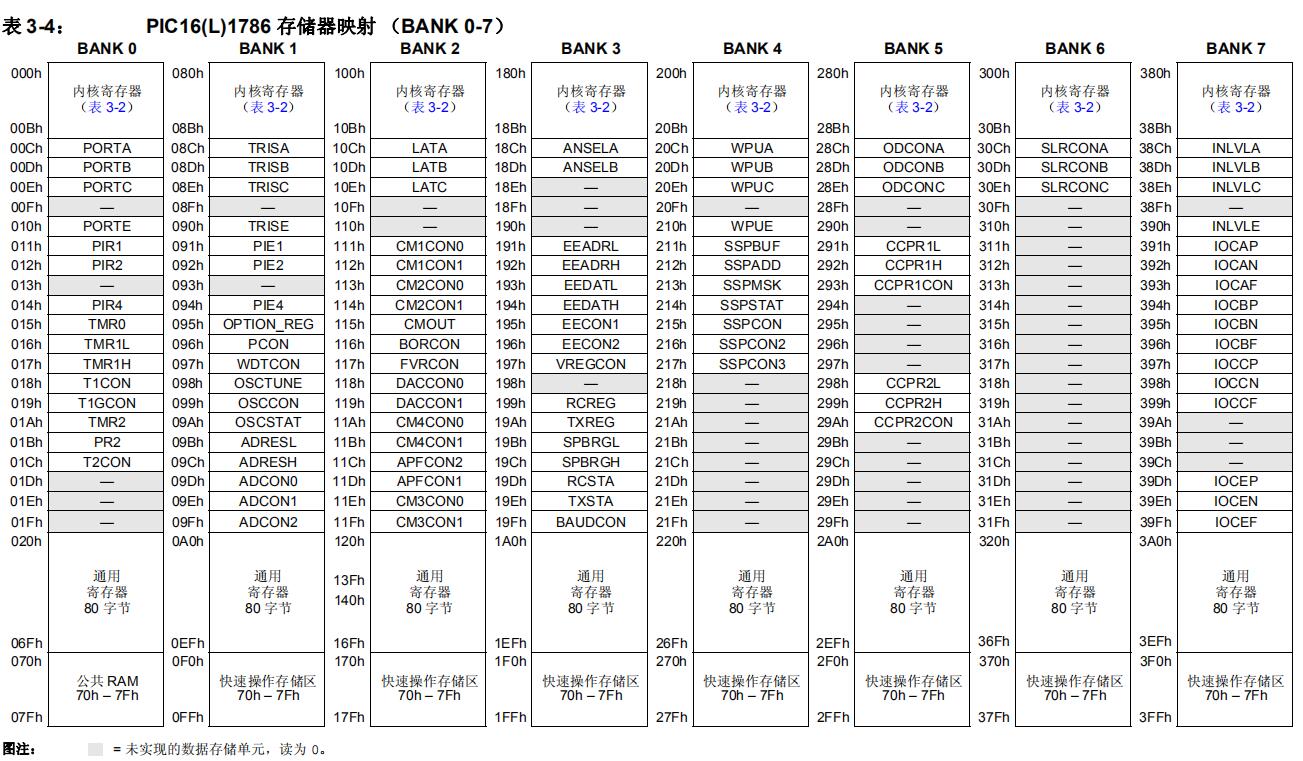 表 3-4： PIC16(L)1786 存储器映射 （BANK 0-7）
BANK 0 BANK 1 BANK 2 BANK 3 BANK 4 BANK 5 BANK 6 BANK 7
000h 080h 100h 180h 200h 280h 300h 380h
内核寄存器 内核寄存器 内核寄存器 内核寄存器 内核寄存器 内核寄存器 内核寄存器 内核寄存器
（表 3-2） （表 3-2） （表 3-2） （表 3-2） （表 3-2） （表 3-2） （表 3-2） （表 3-2）
00Bh 08Bh 10Bh 18Bh 20Bh 28Bh 30Bh 38Bh
00Ch PORTA 08Ch TRISA 10Ch LATA 18Ch ANSELA 20Ch WPUA 28Ch ODCONA 30Ch SLRCONA 38Ch INLVLA
00Dh PORTB 08Dh TRISB 10Dh LATB 18Dh ANSELB 20Dh WPUB 28Dh ODCONB 30Dh SLRCONB 38Dh INLVLB
00Eh PORTC 08Eh TRISC 10Eh LATC 18Eh — 20Eh WPUC 28Eh ODCONC 30Eh SLRCONC 38Eh INLVLC
00Fh — 08Fh — 10Fh — 18Fh — 20Fh — 28Fh — 30Fh — 38Fh —
010h PORTE 090h TRISE 110h — 190h — 210h WPUE 290h — 310h — 390h INLVLE
011h PIR1 091h PIE1 111h CM1CON0 191h EEADRL 211h SSPBUF 291h CCPR1L 311h — 391h IOCAP
012h PIR2 092h PIE2 112h CM1CON1 192h EEADRH 212h SSPADD 292h CCPR1H 312h — 392h IOCAN
013h — 093h — 113h CM2CON0 193h EEDATL 213h SSPMSK 293h CCPR1CON 313h — 393h IOCAF
014h PIR4 094h PIE4 114h CM2CON1 194h EEDATH 214h SSPSTAT 294h — 314h — 394h IOCBP
015h TMR0 095h OPTION_REG 115h CMOUT 195h EECON1 215h SSPCON 295h — 315h — 395h IOCBN
016h TMR1L 096h PCON 116h BORCON 196h EECON2 216h SSPCON2 296h — 316h — 396h IOCBF
017h TMR1H 097h WDTCON 117h FVRCON 197h VREGCON 217h SSPCON3 297h — 317h — 397h IOCCP
018h T1CON 098h OSCTUNE 118h DACCON0 198h — 218h — 298h CCPR2L 318h — 398h IOCCN
019h T1GCON 099h OSCCON 119h DACCON1 199h RCREG 219h — 299h CCPR2H 319h — 399h IOCCF
01Ah TMR2 09Ah OSCSTAT 11Ah CM4CON0 19Ah TXREG 21Ah — 29Ah CCPR2CON 31Ah — 39Ah —
01Bh PR2 09Bh ADRESL 11Bh CM4CON1 19Bh SPBRGL 21Bh — 29Bh — 31Bh — 39Bh —
01Ch T2CON 09Ch ADRESH 11Ch APFCON2 19Ch SPBRGH 21Ch — 29Ch — 31Ch — 39Ch —
01Dh — 09Dh ADCON0 11Dh APFCON1 19Dh RCSTA 21Dh — 29Dh — 31Dh — 39Dh IOCEP
01Eh — 09Eh ADCON1 11Eh CM3CON0 19Eh TXSTA 21Eh — 29Eh — 31Eh — 39Eh IOCEN
01Fh — 09Fh ADCON2 11Fh CM3CON1 19Fh BAUDCON 21Fh — 29Fh — 31Fh — 39Fh IOCEF
020h 0A0h 120h 1A0h 220h 2A0h 320h 3A0h
通用 通用 13Fh 通用 通用 通用 通用 通用 通用
寄存器 寄存器 140h 寄存器 寄存器 寄存器 寄存器 寄存器 寄存器
80 字节 80 字节 80 字节 80 字节 80 字节 80 字节 80 字节 80 字节
06Fh 0EFh 16Fh 1EFh 26Fh 2EFh 36Fh 3EFh
070h 0F0h 170h 1F0h 270h 2F0h 370h 3F0h
公共 RAM 快速操作存储区 快速操作存储区 快速操作存储区 快速操作存储区 快速操作存储区 快速操作存储区 快速操作存储区
70h – 7Fh 70h – 7Fh 70h – 7Fh 70h – 7Fh 70h – 7Fh 70h – 7Fh 70h – 7Fh 70h – 7Fh
07Fh 0FFh 17Fh 1FFh 27Fh 2FFh 37Fh 3FFh
图注： = 未实现的数据存储单元，读为 0。